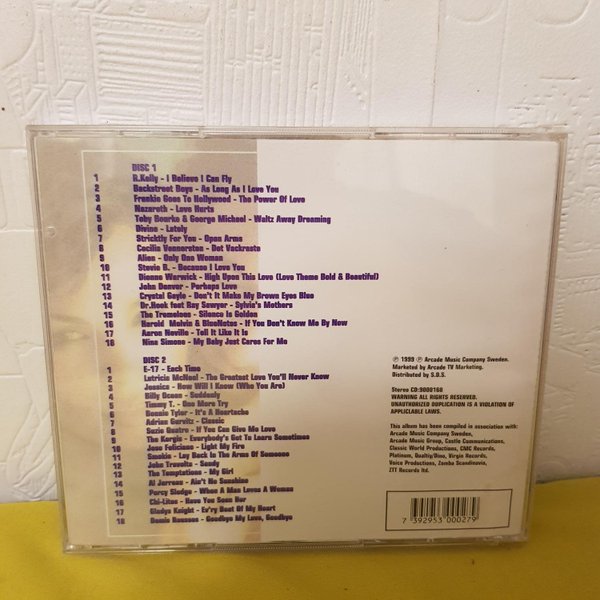 DISC 1
1 R.Kelly - I Believe I Can Fly
2 Backstreet Boys - As Long As I Love You
3 Frankie Goes To Hollywood - The Power Of Love
4 Nazareth - Love Hurts
5 Toby Bourke & George Michael - Waltz Away Dreaming
6 Divine - Lately
7 Stricktly For You - Open Arms
8 Cecilia Vennersten - Det Vackraste
9 Alien - Only One Woman
10 Stevie B. - Because I Love You
11 Dionne Warwick - High Upon This Love (Love Theme Bold & Beautiful)
12 John Denver - Perhaps Love
13 Crystal Gayle - Don't It Make My Brown Eyes Blue
14 Dr.Hook feat Ray Sawyer - Sylvia's Mothers
15 The Tremeloes - Silence Is Golden
16 Harold Melvin & BlueNotes - If You Don't Know Me By Now
17 Aaron Neville - Tell It Like It Is
18 Nina Simone - My Baby Just Cares For Me
DISC 2
1 E-17 - Each Time
2 Lutricia McNeal - The Greatest Love You'll Never Know
3 Jessica - How Will I Know (Who You Are)
4 Billy Ocean - Suddenly
5 Timmy T. - One More Try
6 Bonnie Tyler - It's A Heartache
7 Adrian Gurvitz - Classic
8 Suzie Quatro - If You Can Give Me Love
9 The Korgis - Everybody's Got To Learn Sometimes
10 Jose Feliciano - Light My Fire
11 Smokie - Lay Back In The Arms Of Someone
12 John Travolta - Sandy
13 The Temptations - My Girl
14 Al Jarreau - Ain't No Sunshine
15 Percy Sledge - When A Man Loves A Woman
16 Chi-Lites - Have You Seen Her
17 Gladys Knight - Ev'ry Beat Of My Heart
18 Demis Roussos - Goodbye My Love, Goodbye
℗ 1999 ℗ Arcade Music Company Sweden.
Marketed by Arcade TV Marketing.
Distributed by S.D.S.
Stereo CD:9000160
WARNING ALL RIGHTS RESERVED.
UNAUTHORIZED DUPLICATION IS A VIOLATION OF
APPLICABLE LAWS.
This album has been compiled in association with:
Arcade Music Company Sweden,
Arcade Music Group, Castle Communications,
Classic World Productions, CMC Records,
Platinum, Dealtip/Dino, Virgin Records,
Voice Productions, Zomba Scandinavia,
ZTT Records ltd
7 392953 000279